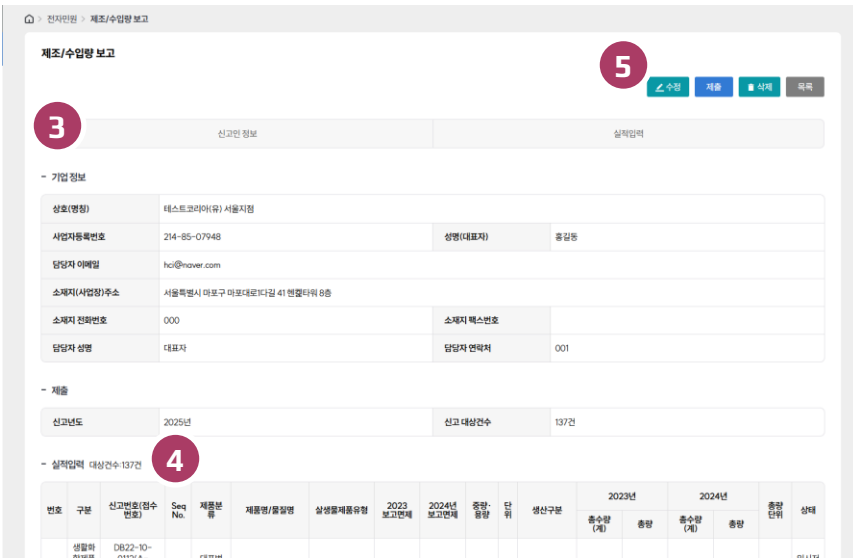 전자민원 > 제조/수입량 보고
제조/수입량 보고
5
수정 제출 삭제 목록
3
신고인 정보 실적입력
- 기업 정보
상호(명칭) 테스트코리아(유) 서울지점
사업자등록번호 214-85-07948 성명(대표자) 홍길동
담당자 이메일 hci@naver.com
소재지(사업장)주소 서울특별시 마포구 마포대로1다길 41 헨켈타워 8층
소재지 전화번호 000 소재지 팩스번호
담당자 성명 대표자 담당자 연락처 001
- 제출
신고년도 2025년 신고 대상건수 137건
- 실적입력 대상건수:137건
4
번호 구분 신고번호(접수번호) Seq No. 제품분류 제품명/물질명 살생물제품유형 2023 보고면제 2024년 보고면제 중량·용량 단위 생산구분 2023년 2024년 총량단위 상태
총수량(계) 총량 총수량(계) 총량
생활화 DB22-10-